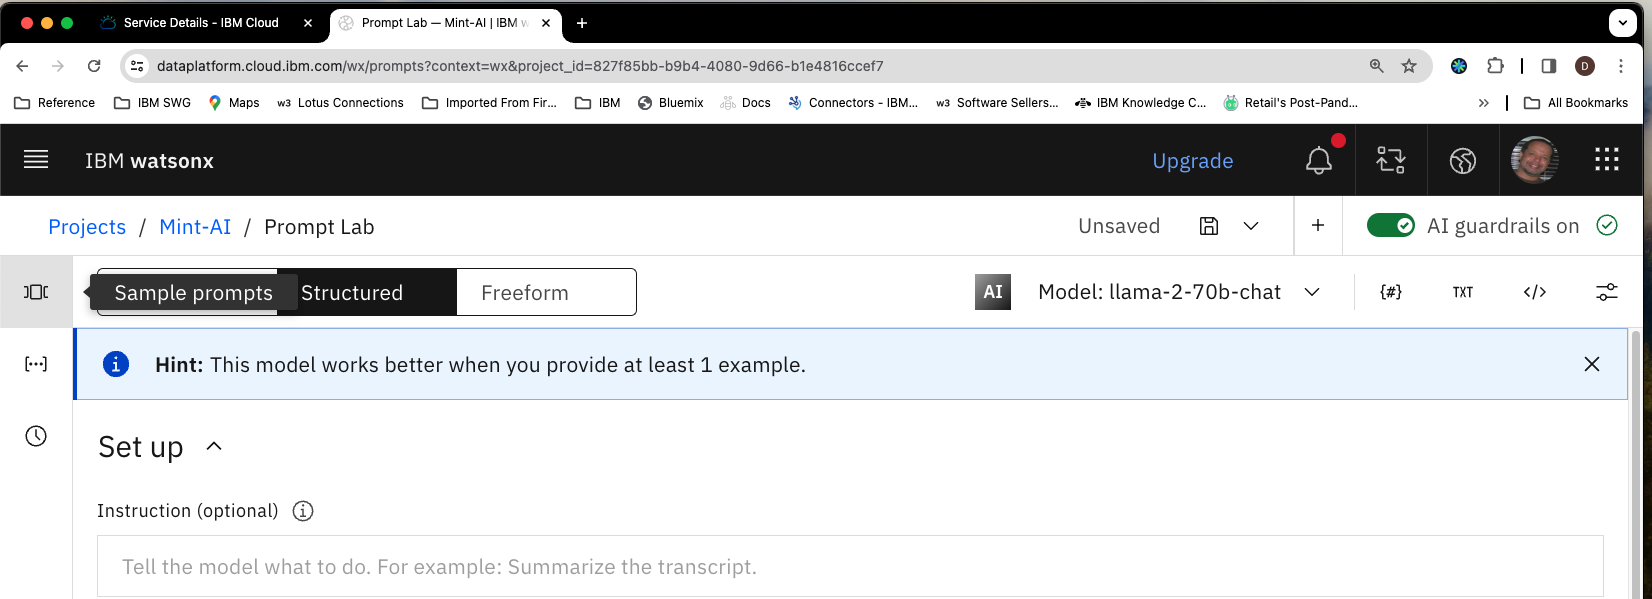 Service Details - IBM Cloud
Prompt Lab — Mint-AI | IBM w
dataplatform.cloud.ibm.com/wx/prompts?context=wx&project_id=827f85bb-b9b4-4080-9d66-b1e4816ccef7
D
Reference IBM SWG Maps w3 Lotus Connections Imported From Fir... IBM Bluemix Docs Connectors - IBM... w3 Software Sellers... IBM Knowledge C... Retail's Post-Pand... » All Bookmarks
IBM watsonx Upgrade
Projects / Mint-AI / Prompt Lab Unsaved AI guardrails on
Sample prompts Structured Freeform AI Model: llama-2-70b-chat {#} TXT </>
Hint: This model works better when you provide at least 1 example.
Set up
Instruction (optional)
Tell the model what to do. For example: Summarize the transcript.